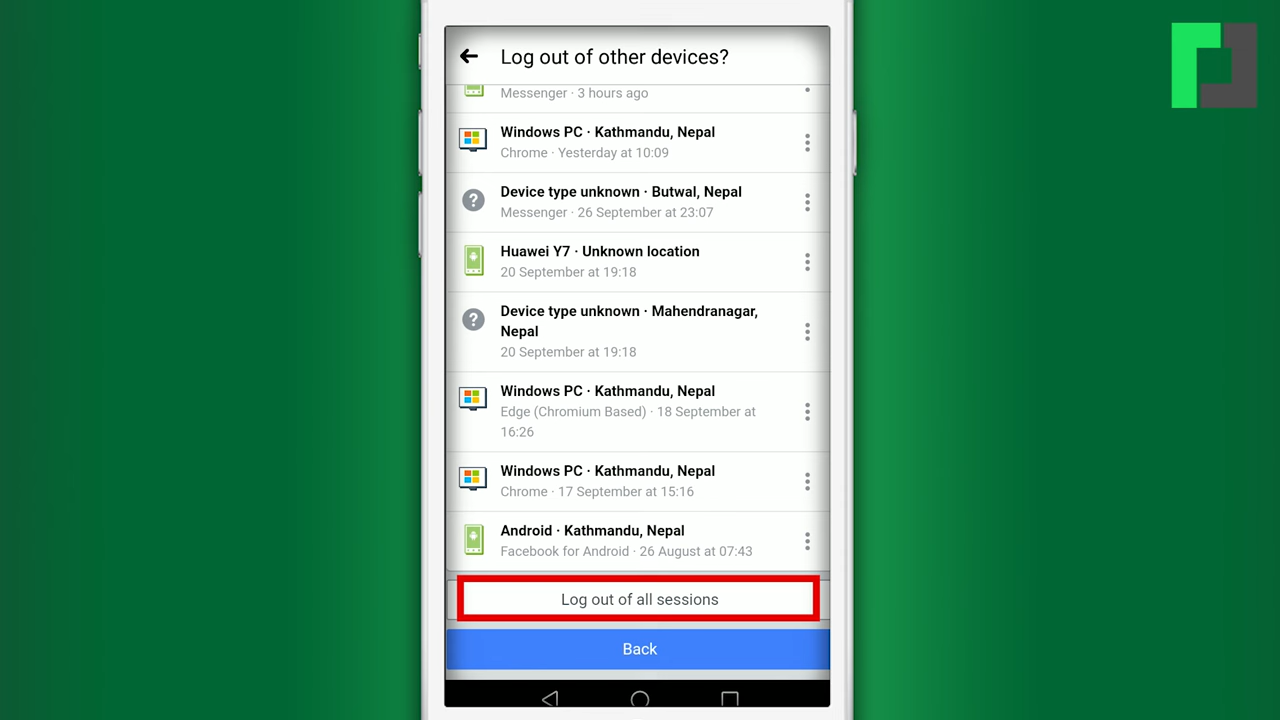 Log out of other devices?
Messenger · 3 hours ago
Windows PC · Kathmandu, Nepal
Chrome · Yesterday at 10:09
Device type unknown · Butwal, Nepal
Messenger · 26 September at 23:07
Huawei Y7 · Unknown location
20 September at 19:18
Device type unknown · Mahendranagar,
Nepal
20 September at 19:18
Windows PC · Kathmandu, Nepal
Edge (Chromium Based) · 18 September at
16:26
Windows PC · Kathmandu, Nepal
Chrome · 17 September at 15:16
Android · Kathmandu, Nepal
Facebook for Android · 26 August at 07:43
Log out of all sessions
Back